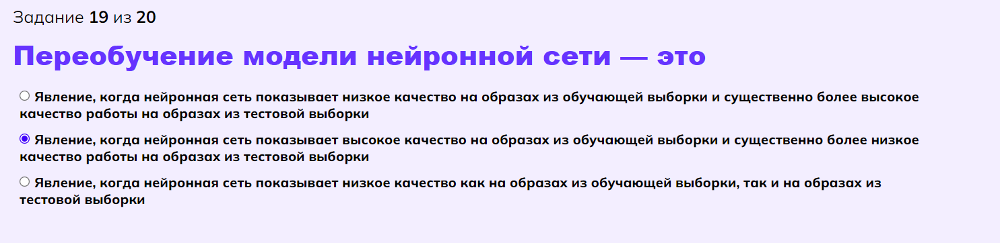 Задание 19 из 20
Переобучение модели нейронной сети — это
Явление, когда нейронная сеть показывает низкое качество на образах из обучающей выборки и существенно более высокое
качество работы на образах из тестовой выборки
Явление, когда нейронная сеть показывает высокое качество на образах из обучающей выборки и существенно более низкое
качество работы на образах из тестовой выборки
Явление, когда нейронная сеть показывает низкое качество как на образах из обучающей выборки, так и на образах из
тестовой выборки